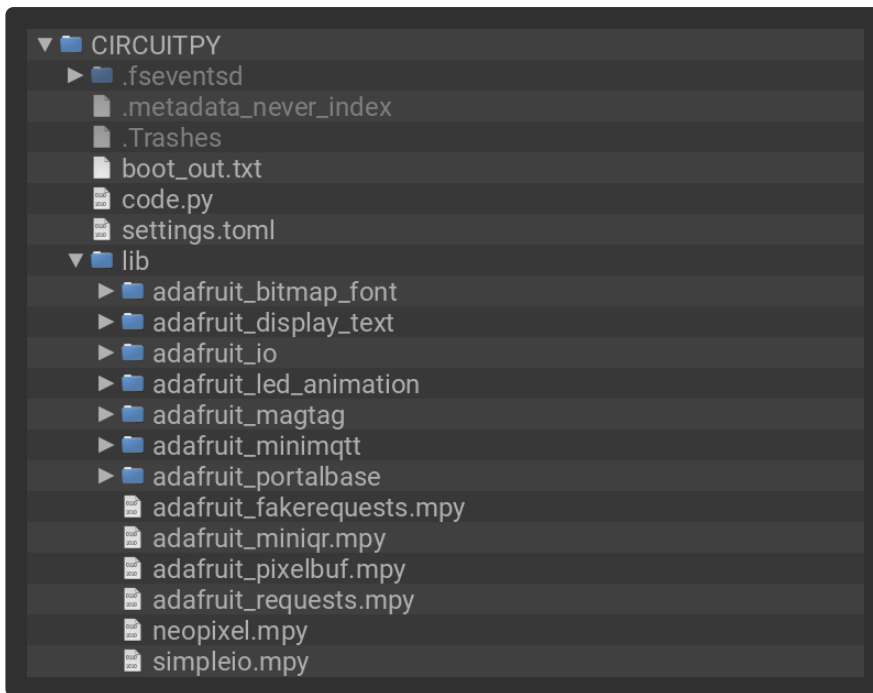 CIRCUITPY
.fseventsd
.metadata_never_index
.Trashes
boot_out.txt
code.py
settings.toml
lib
adafruit_bitmap_font
adafruit_display_text
adafruit_io
adafruit_led_animation
adafruit_magtag
adafruit_minimqtt
adafruit_portalbase
adafruit_fakerequests.mpy
adafruit_miniqr.mpy
adafruit_pixelbuf.mpy
adafruit_requests.mpy
neopixel.mpy
simpleio.mpy